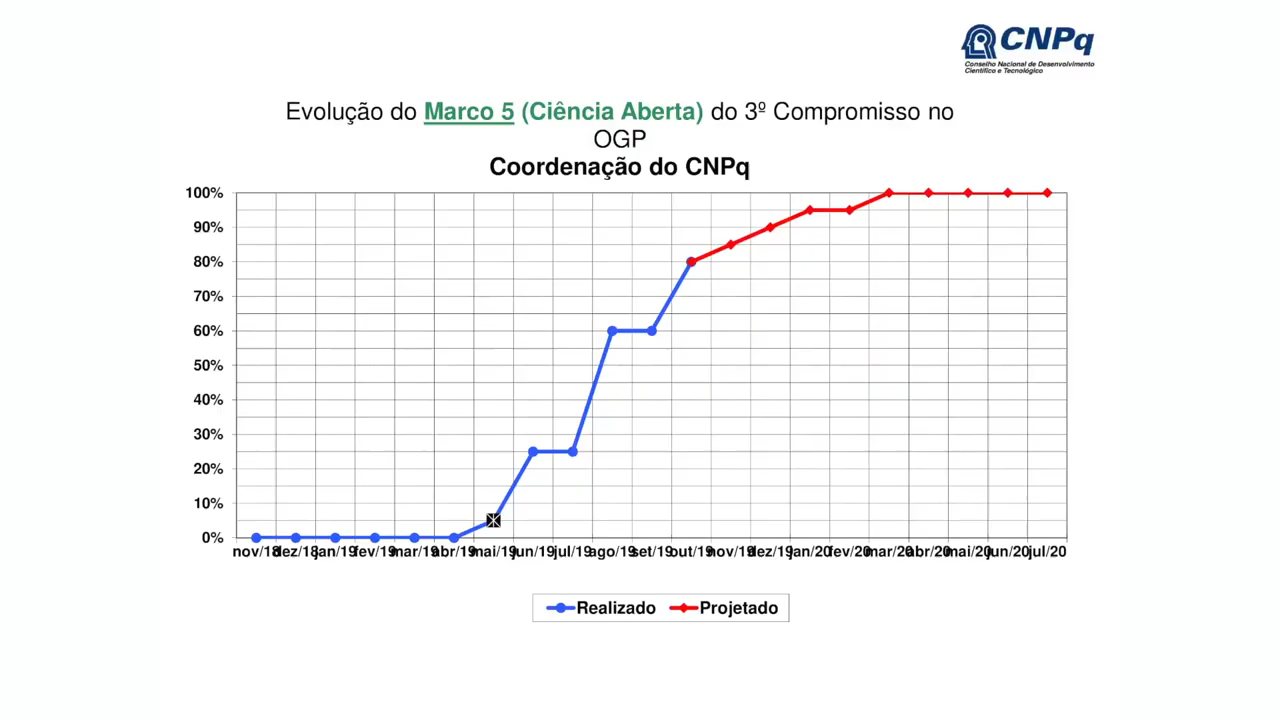 CNPq
Conselho Nacional de Desenvolvimento
Científico e Tecnológico
Evolução do Marco 5 (Ciência Aberta) do 3º Compromisso no
OGP
Coordenação do CNPq
100%
90%
80%
70%
60%
50%
40%
30%
20%
10%
0%
nov/18 dez/18 jan/19 fev/19 mar/19 abr/19 mai/19 jun/19 jul/19 ago/19 set/19 out/19 nov/19 dez/19 jan/20 fev/20 mar/20 abr/20 mai/20 jun/20 jul/20
Realizado Projetado